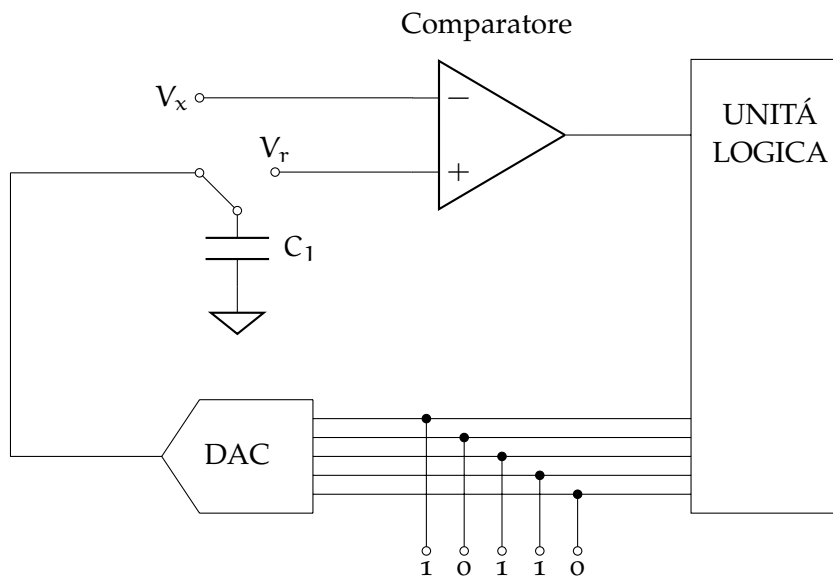 Comparatore
Vx
−
UNITÁ
LOGICA
Vr
+
C1
DAC
1 0 1 1 0